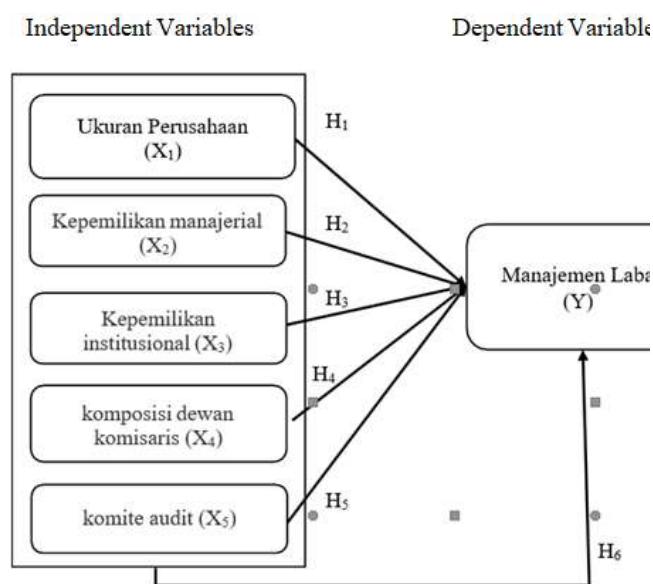 Independent Variables
Dependent Variable
Ukuran Perusahaan
(X₁)
Kepemilikan manajerial
(X₂)
Kepemilikan
institusional (X₃)
komposisi dewan
komisaris (X₄)
komite audit (X₅)
H₁
H₂
H₃
H₄
H₅
Manajemen Laba
(Y)
H₆